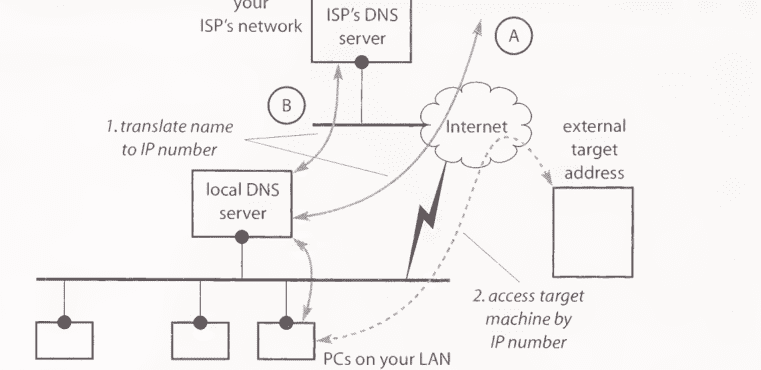 your
ISP's network
ISP's DNS
server
A
B
1. translate name
to IP number
Internet
external
target
address
local DNS
server
2. access target
machine by
IP number
PCs on your LAN